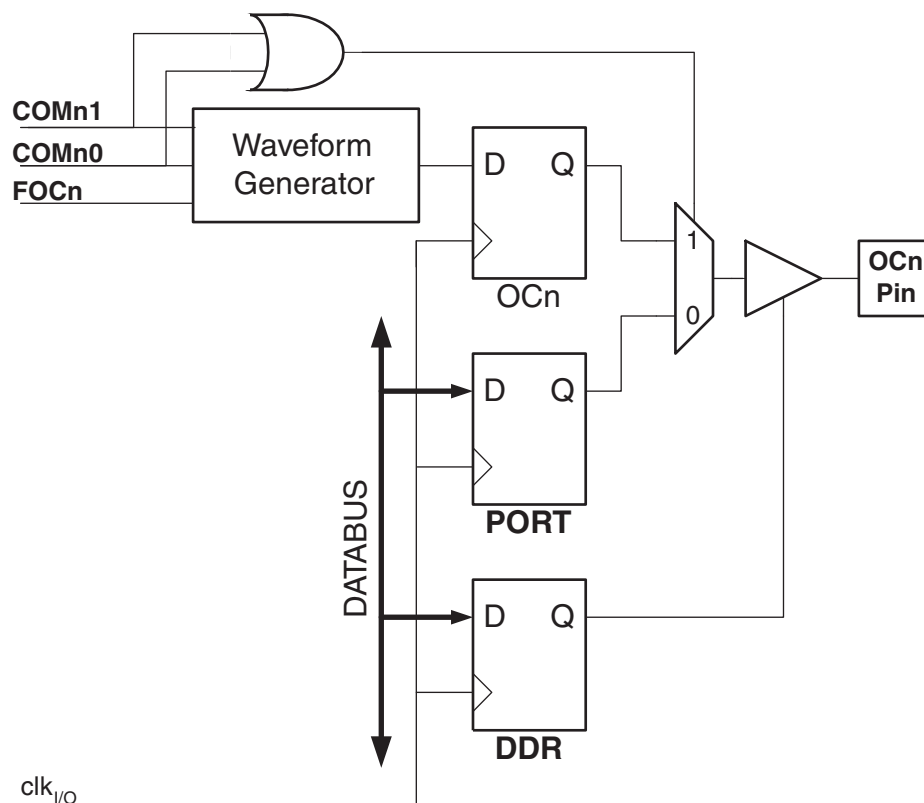 COMn1
COMn0
FOCn
Waveform
Generator
D Q
OCn
1
0
OCn
Pin
D Q
PORT
DATABUS
D Q
DDR
clkI/O